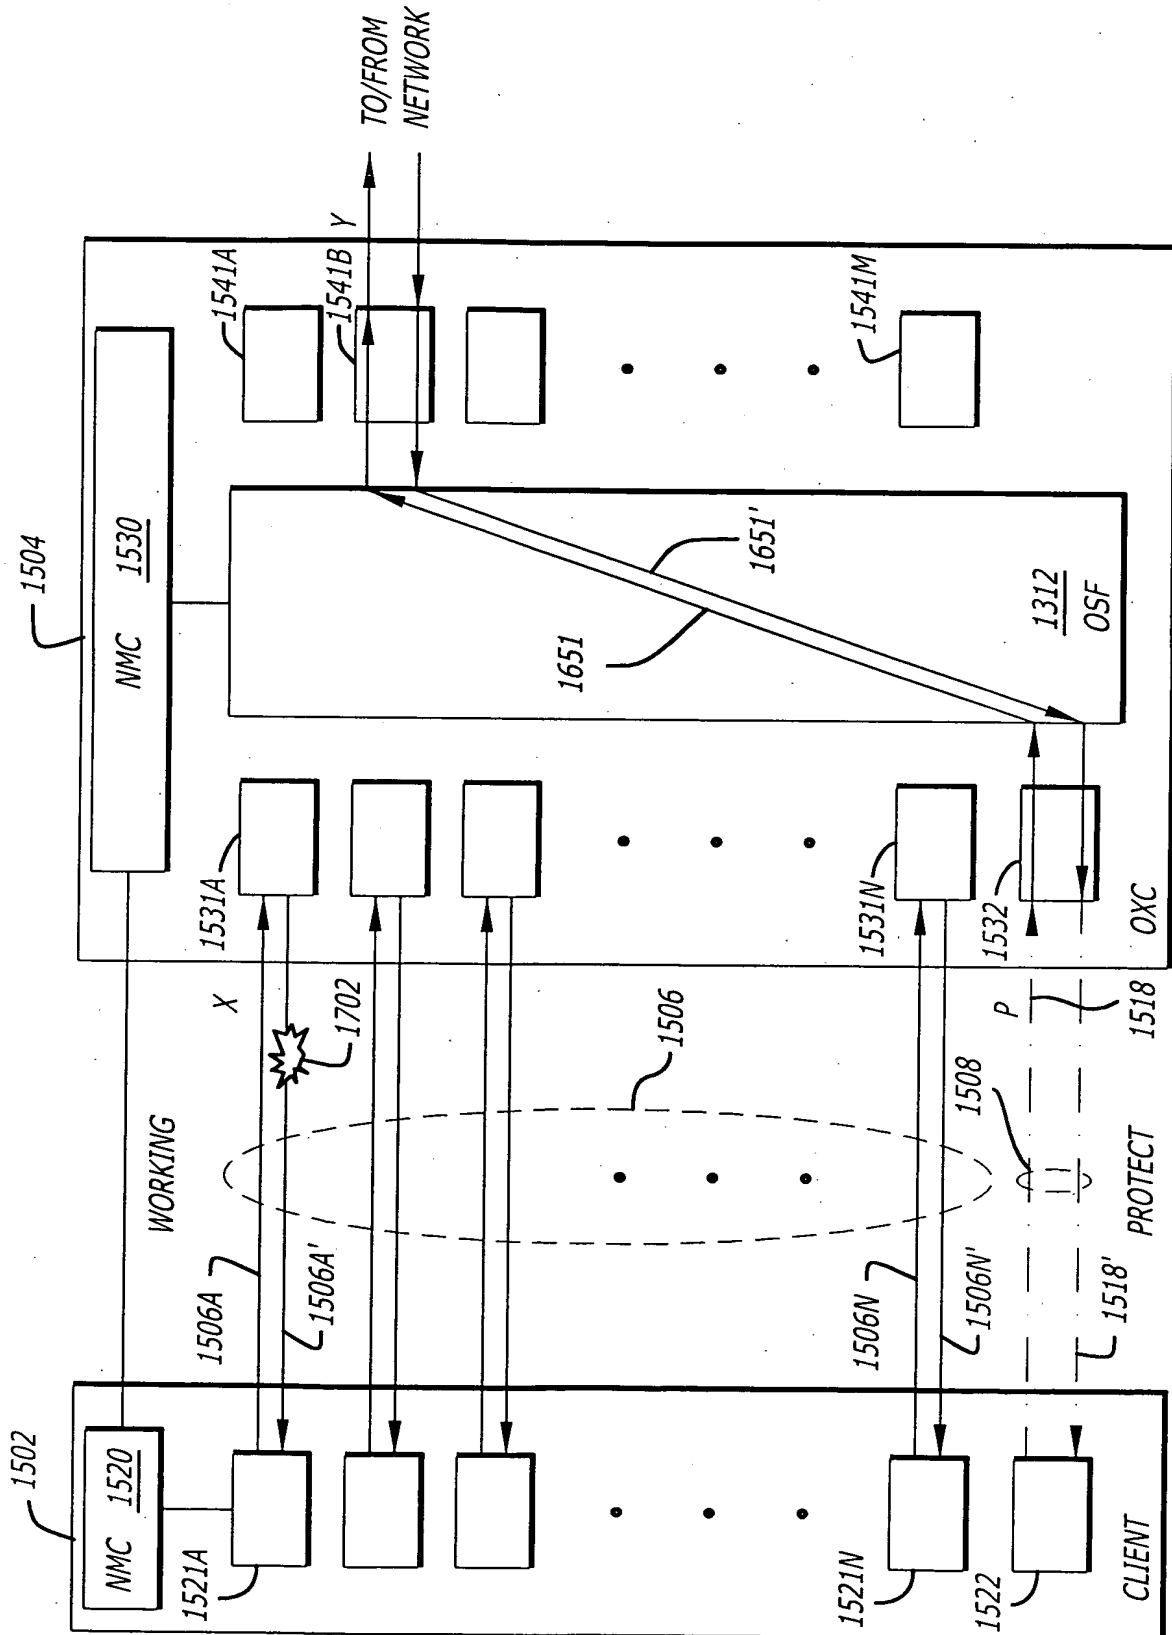 1502
NMC 1520
1521A
1521N
1522
CLIENT
WORKING
1506A
1506A'
X
1702
1506
1506N
1506N'
1508
P
1518
1518'
PROTECT
1504
NMC 1530
1531A
1531N
1532
OXC
1651
1651'
1312
OSF
1541A
1541B
1541M
Y
TO/FROM
NETWORK